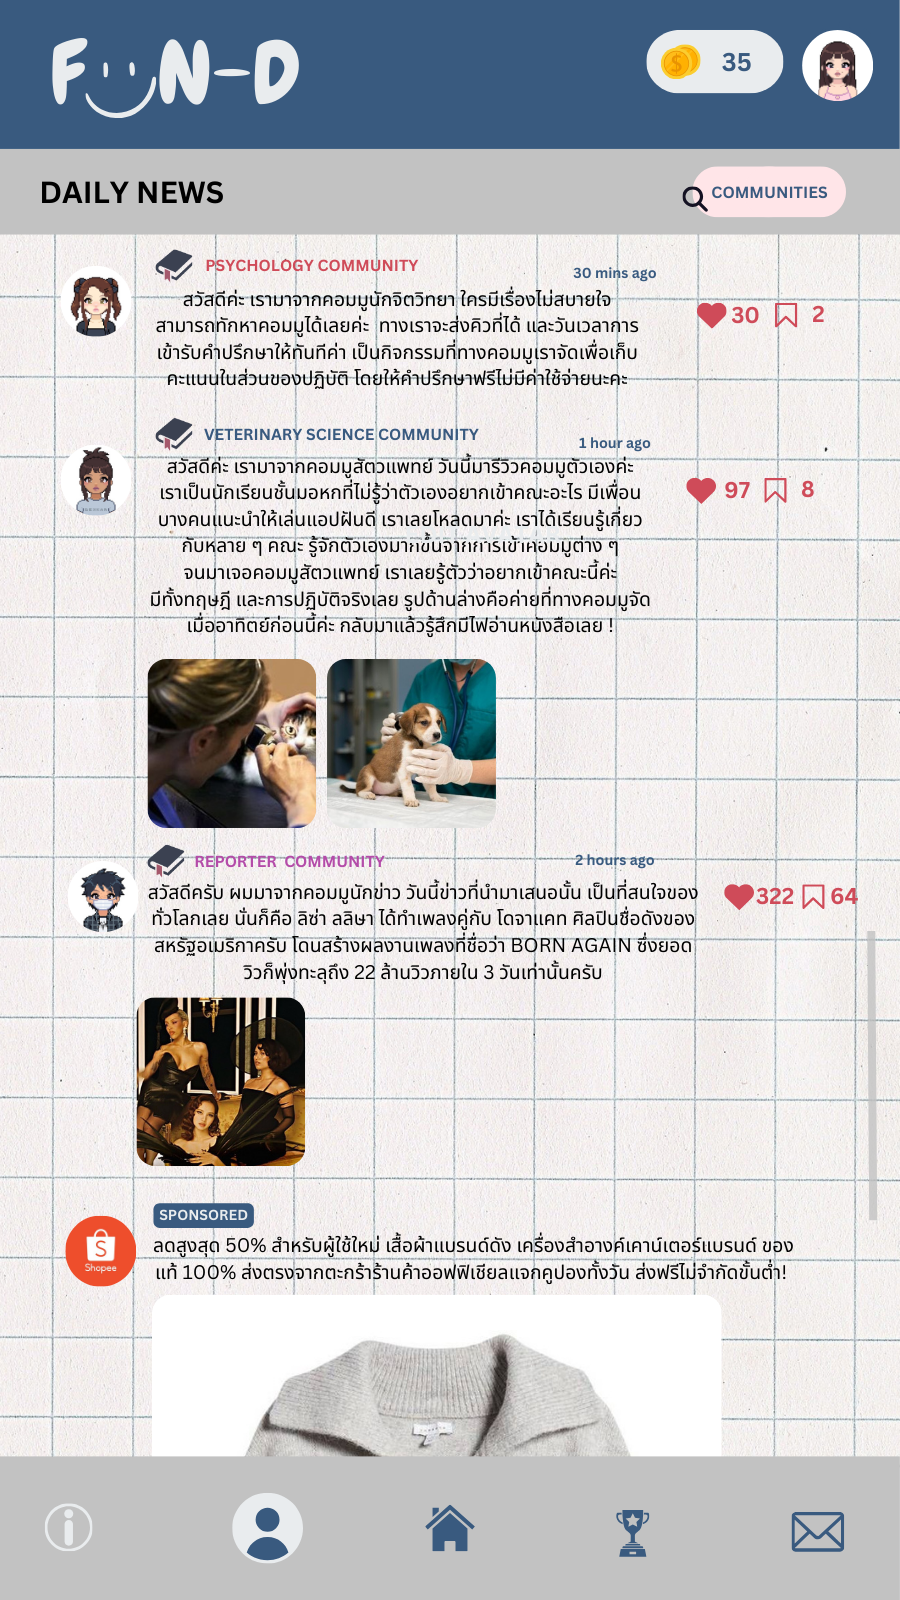 FUN-D
35
DAILY NEWS
COMMUNITIES
PSYCHOLOGY COMMUNITY
30 mins ago
สวัสดีค่ะ เรามาจากคอมมูนักจิตวิทยา ใครมีเรื่องไม่สบายใจ
สามารถทักหาคอมมูได้เลยค่ะ ทางเราจะส่งคิวที่ได้ และวันเวลาการ
เข้ารับคำปรึกษาให้ทันทีค่า เป็นกิจกรรมที่ทางคอมมูเราจัดเพื่อเก็บ
คะแนนในส่วนของปฏิบัติ โดยให้คำปรึกษาฟรีไม่มีค่าใช้จ่ายนะคะ
30
2
VETERINARY SCIENCE COMMUNITY
1 hour ago
สวัสดีค่ะ เรามาจากคอมมูสัตวแพทย์ วันนี้มารีวิวคอมมูตัวเองค่ะ
เราเป็นนักเรียนชั้นมอหกที่ไม่รู้ว่าตัวเองอยากเข้าคณะอะไร มีเพื่อน
บางคนแนะนำให้เล่นแอปฝันดี เราเลยโหลดมาค่ะ เราได้เรียนรู้เกี่ยว
กับหลาย ๆ คณะ รู้จักตัวเองมากขึ้นจากการเข้าคอมมูต่าง ๆ
จนมาเจอคอมมูสัตวแพทย์ เราเลยรู้ตัวว่าอยากเข้าคณะนี้ค่ะ
มีทั้งทฤษฎี และการปฏิบัติจริงเลย รูปด้านล่างคือค่ายที่ทางคอมมูจัด
เมื่ออาทิตย์ก่อนนี้ค่ะ กลับมาแล้วรู้สึกมีไฟอ่านหนังสือเลย !
97
8
REPORTER COMMUNITY
2 hours ago
สวัสดีครับ ผมมาจากคอมมูนักข่าว วันนี้ข่าวที่นำมาเสนอนั้น เป็นที่สนใจของ
ทั่วโลกเลย นั่นก็คือ ลิซ่า ลลิษา ได้ทำเพลงคู่กับ โดจาแคท ศิลปินชื่อดังของ
สหรัฐอเมริกาครับ โดนสร้างผลงานเพลงที่ชื่อว่า BORN AGAIN ซึ่งยอด
วิวก็พุ่งทะลุถึง 22 ล้านวิวภายใน 3 วันเท่านั้นครับ
322
64
SPONSORED
Shopee
ลดสูงสุด 50% สำหรับผู้ใช้ใหม่ เสื้อผ้าแบรนด์ดัง เครื่องสำอางค์เคาน์เตอร์แบรนด์ ของ
แท้ 100% ส่งตรงจากตะกร้าร้านค้าออฟฟิเชียลแจกคูปองทั้งวัน ส่งฟรีไม่จำกัดขั้นต่ำ!